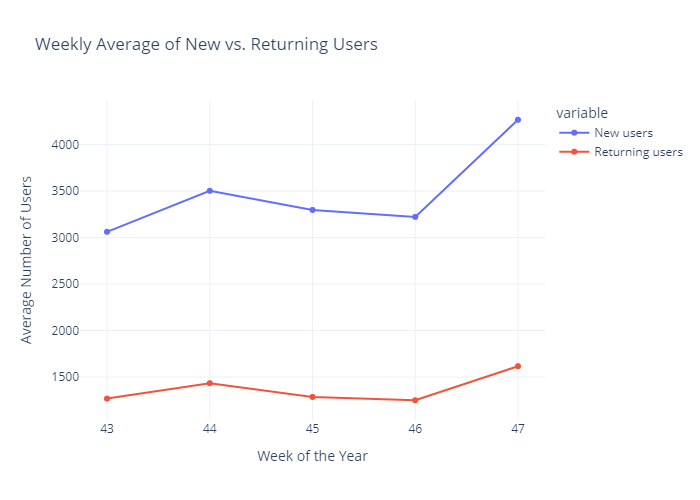 Weekly Average of New vs. Returning Users
variable
New users
Returning users
Average Number of Users
4000
3500
3000
2500
2000
1500
43 44 45 46 47
Week of the Year